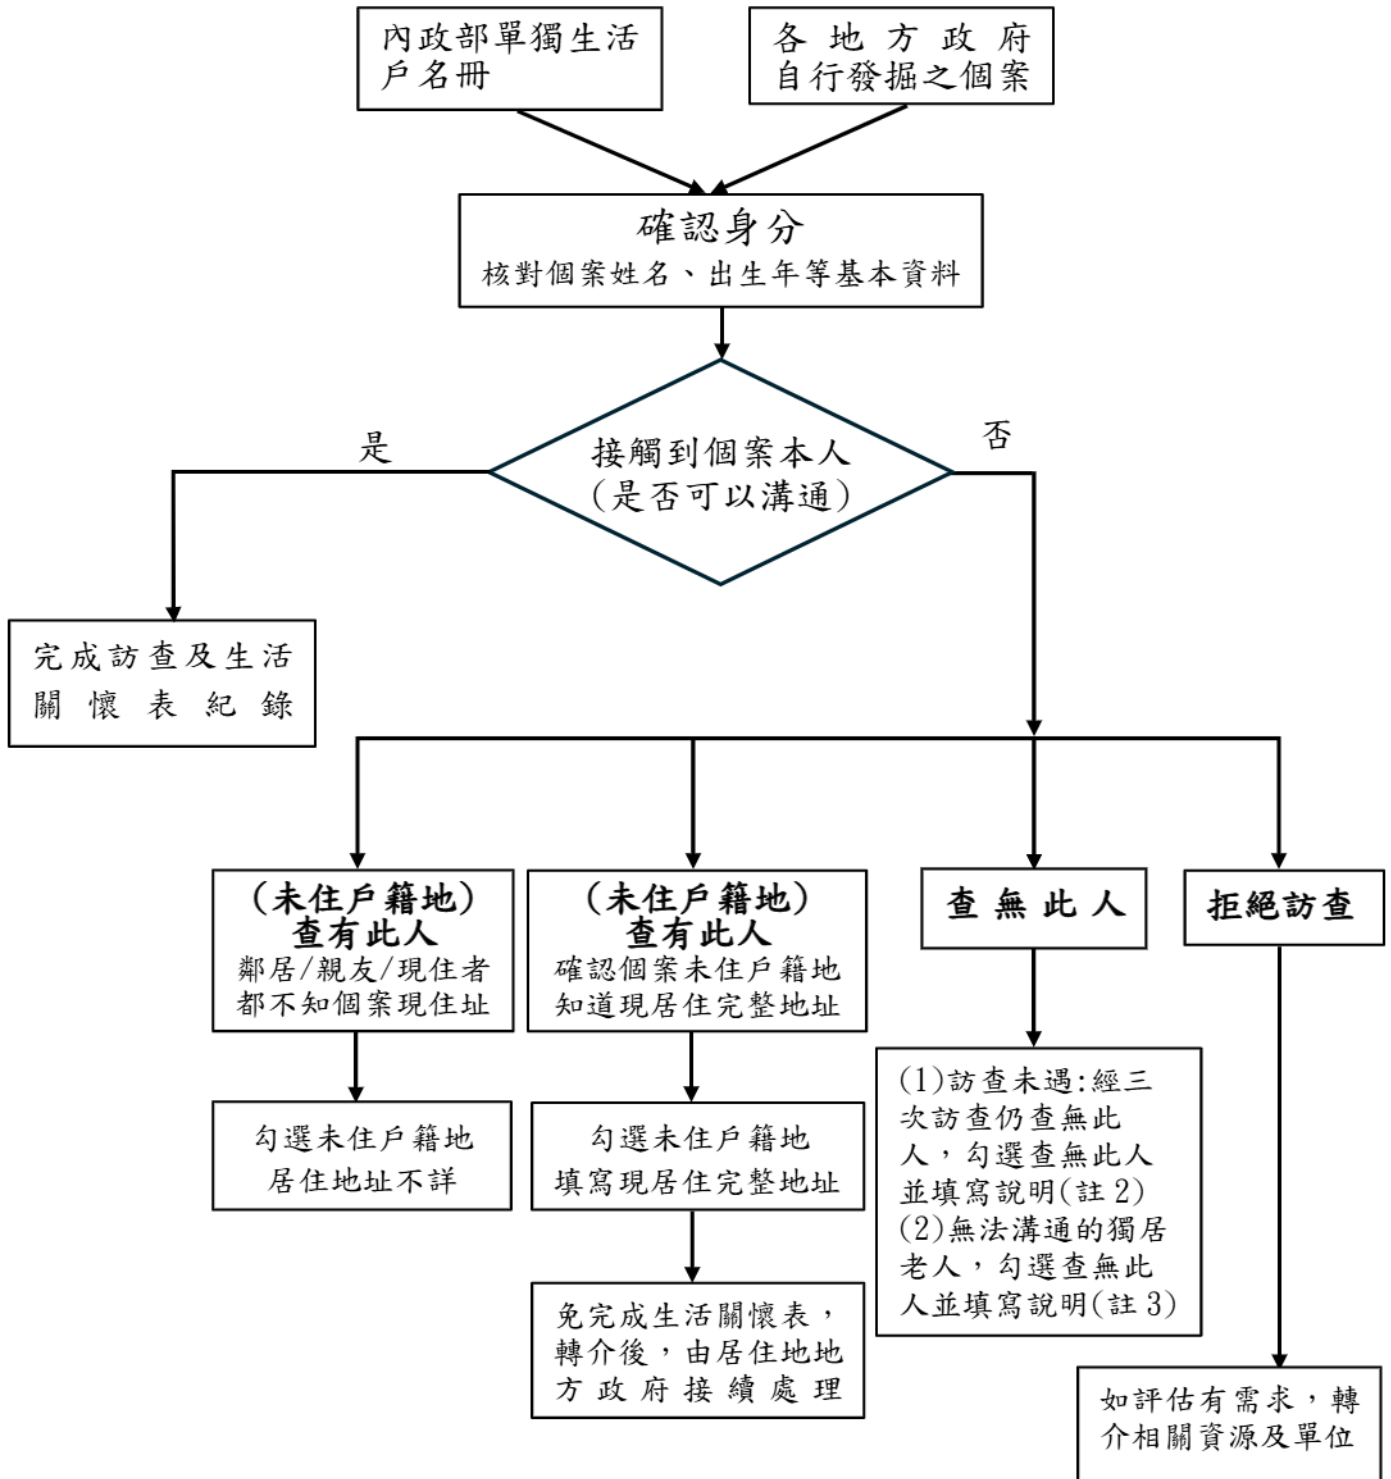 內政部單獨生活
戶名冊
各地方政府
自行發掘之個案
確認身分
核對個案姓名、出生年等基本資料
接觸到個案本人
(是否可以溝通)
是
否
完成訪查及生活
關懷表紀錄
(未住戶籍地)
查有此人
鄰居/親友/現住者
都不知個案現住址
(未住戶籍地)
查有此人
確認個案未住戶籍地
知道現居住完整地址
查無此人
拒絕訪查
勾選未住戶籍地
居住地址不詳
勾選未住戶籍地
填寫現居住完整地址
(1)訪查未遇:經三
次訪查仍查無此
人，勾選查無此人
並填寫說明(註2)
(2)無法溝通的獨居
老人，勾選查無此
人並填寫說明(註3)
免完成生活關懷表，
轉介後，由居住地地
方政府接續處理
如評估有需求，轉
介相關資源及單位